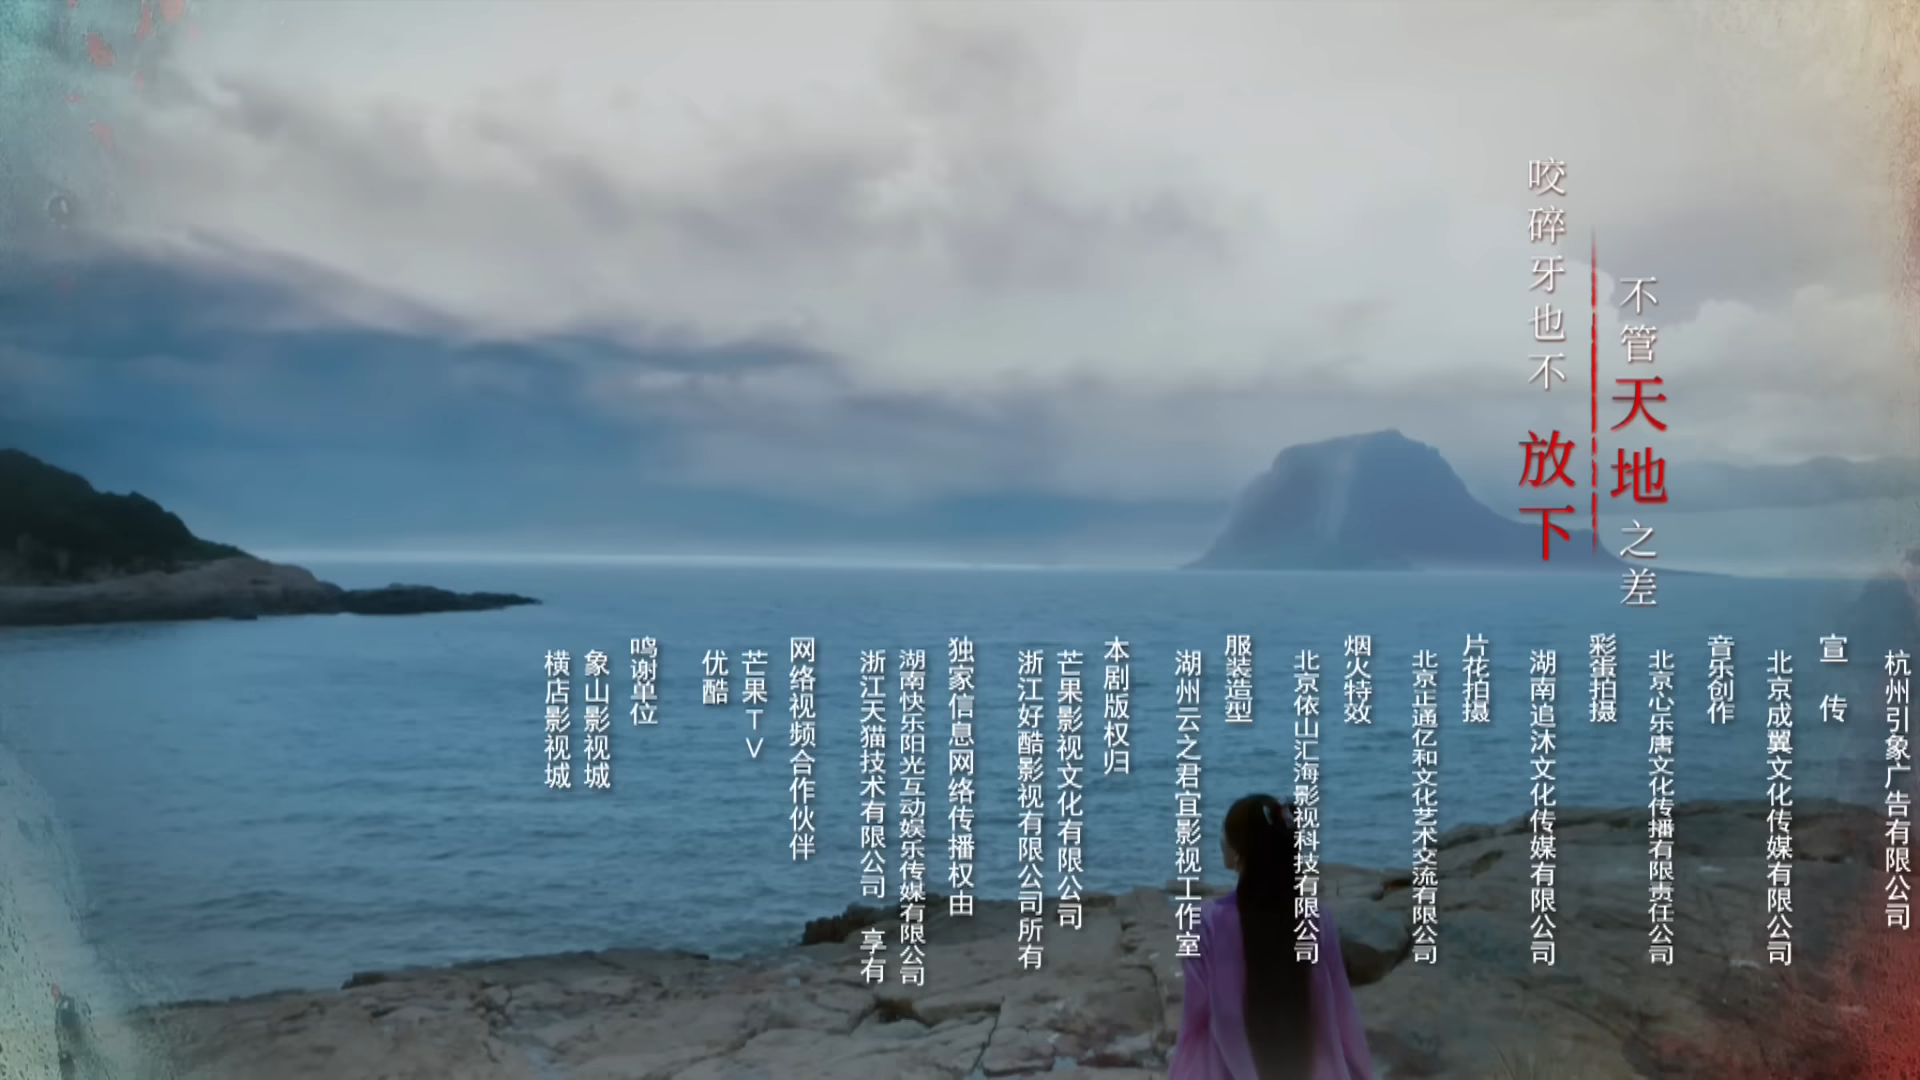 不管天地之差
咬碎牙也不放下
杭州引象广告有限公司
宣 传
北京成翼文化传媒有限公司
音乐创作
北京心乐唐文化传播有限责任公司
彩蛋拍摄
湖南追沐文化传媒有限公司
片花拍摄
北京正通亿和文化艺术交流有限公司
烟火特效
北京依山汇海影视科技有限公司
服装造型
湖州云之君宜影视工作室
本剧版权归
芒果影视文化有限公司
浙江好酷影视有限公司所有
独家信息网络传播权由
湖南快乐阳光互动娱乐传媒有限公司
浙江天猫技术有限公司 享有
网络视频合作伙伴
芒果TV
优酷
鸣谢单位
象山影视城
横店影视城